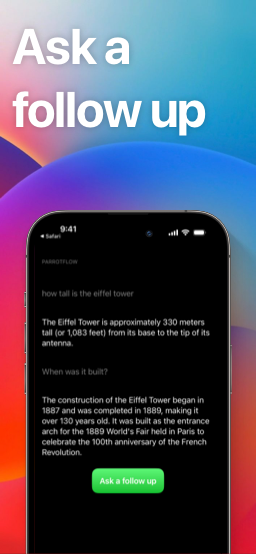 Ask a
follow up
9:41
◀ Safari
PARROTFLOW
how tall is the eiffel tower
The Eiffel Tower is approximately 330 meters
tall (or 1,083 feet) from its base to the tip of its
antenna.
When was it built?
The construction of the Eiffel Tower began in
1887 and was completed in 1889, making it
over 130 years old. It was built as the entrance
arch for the 1889 World's Fair held in Paris to
celebrate the 100th anniversary of the French
Revolution.
Ask a follow up